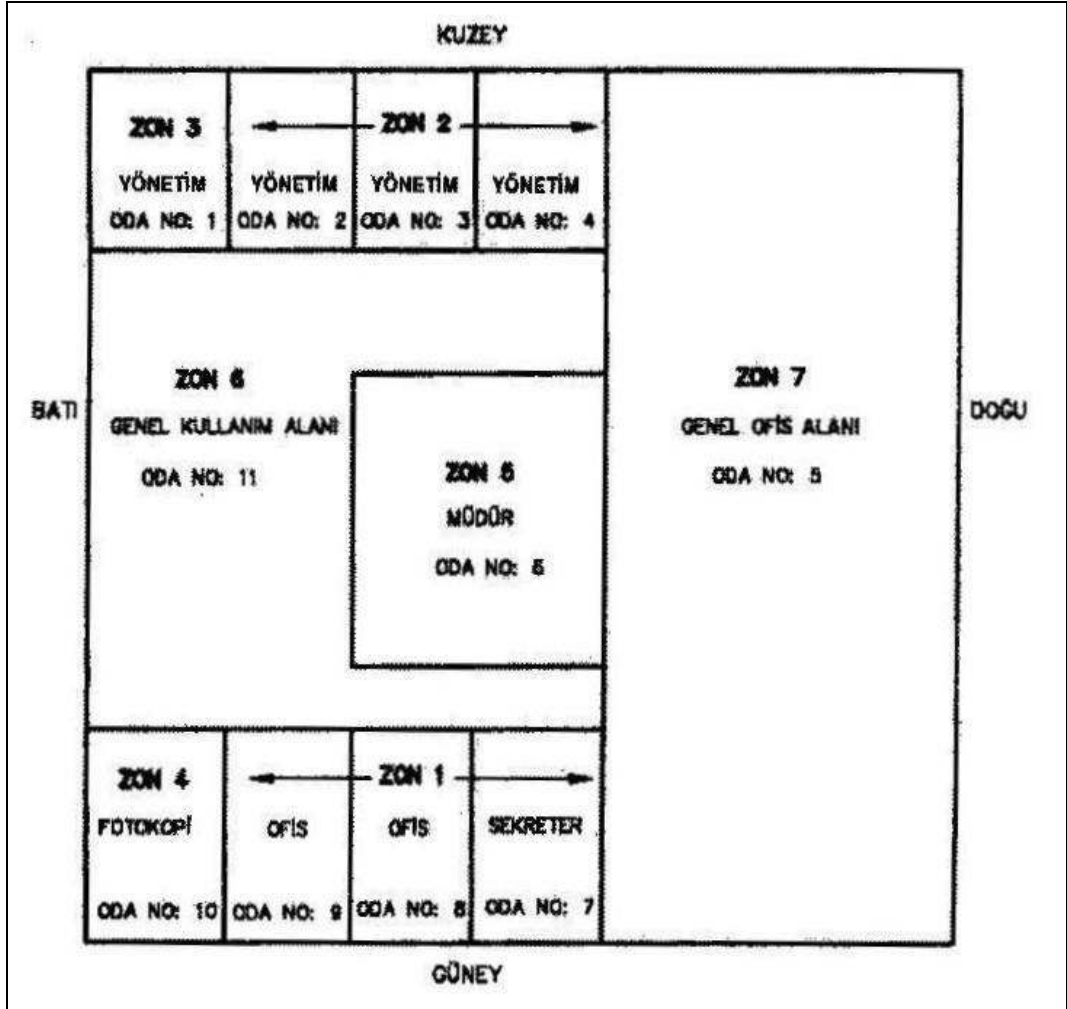 KUZEY
ZON 3
ZON 2
YÖNETİM
ODA NO: 1
YÖNETİM
ODA NO: 2
YÖNETİM
ODA NO: 3
YÖNETİM
ODA NO: 4
BATI
ZON 6
GENEL KULLANIM ALANI
ODA NO: 11
ZON 5
MÜDÜR
ODA NO: 6
ZON 7
GENEL OFİS ALANI
ODA NO: 5
DOĞU
ZON 4
ZON 1
FOTOKOPİ
ODA NO: 10
OFİS
ODA NO: 9
OFİS
ODA NO: 8
SEKRETER
ODA NO: 7
GÜNEY